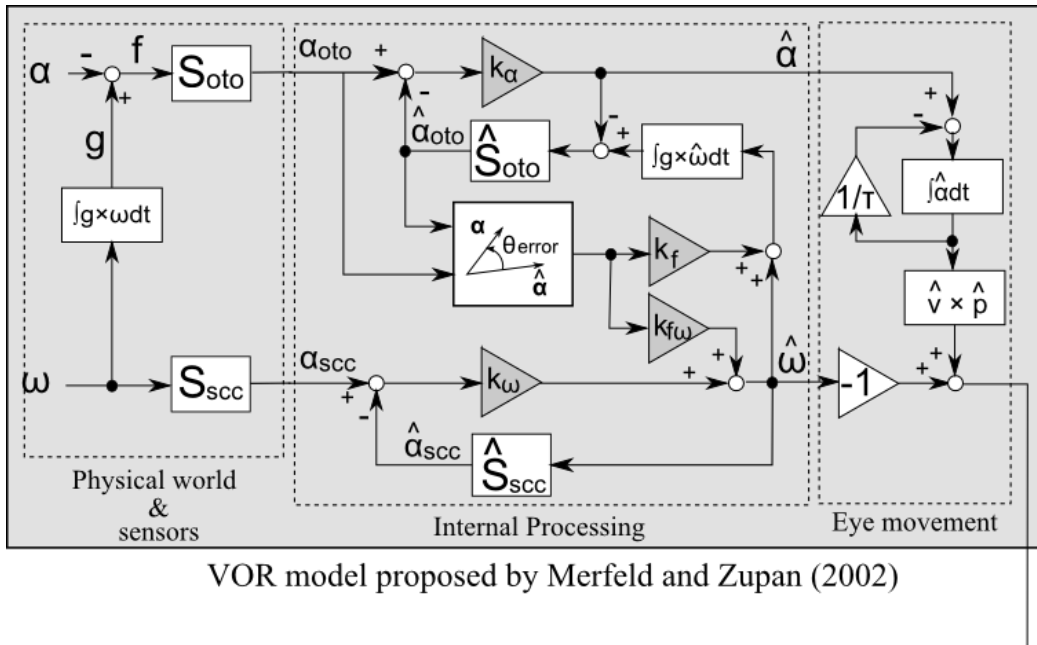 α
-
+
f
S oto
α oto
g
∫g×ωdt
ω
S scc
α scc
Physical world
&
sensors
+
-
k α
α̂
α̂ oto
Ŝ oto
-
+
∫g×ω̂dt
α
θ error
α̂
k f
+
+
k fω
+
-
k ω
+
+
ω̂
α̂ scc
Ŝ scc
Internal Processing
+
-
1/τ
∫α̂dt
v̂ × p̂
-1
+
+
Eye movement
VOR model proposed by Merfeld and Zupan (2002)